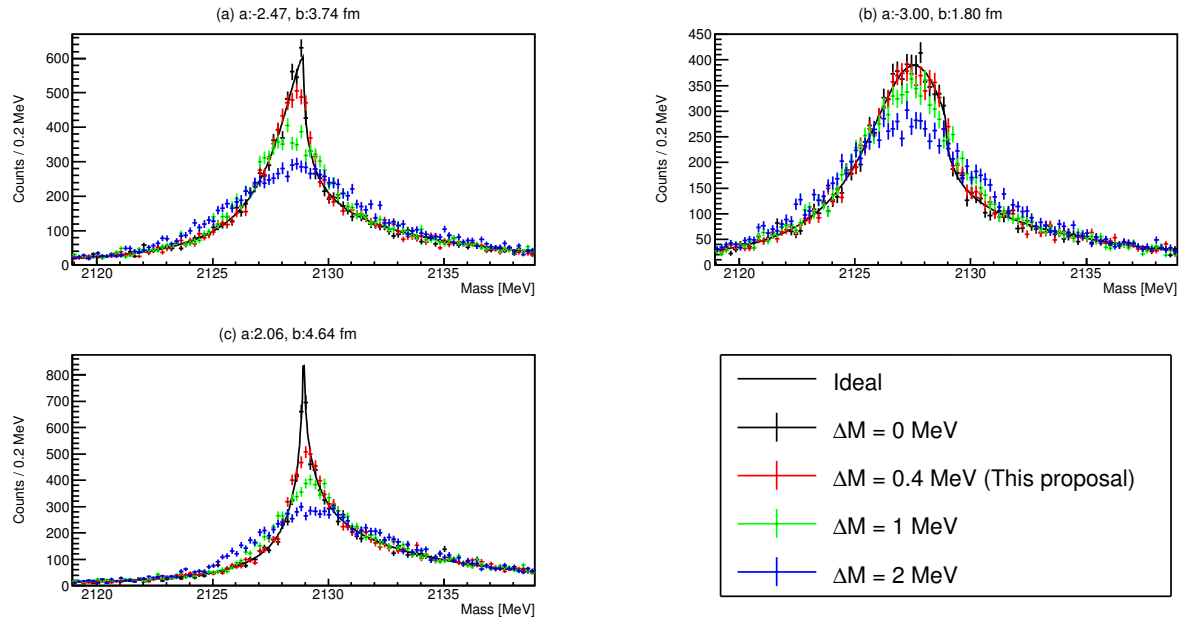 (a) a:-2.47, b:3.74 fm
Counts / 0.2 MeV
600
500
400
300
200
100
0
2120 2125 2130 2135
Mass [MeV]
(b) a:-3.00, b:1.80 fm
Counts / 0.2 MeV
450
400
350
300
250
200
150
100
50
0
2120 2125 2130 2135
Mass [MeV]
(c) a:2.06, b:4.64 fm
Counts / 0.2 MeV
800
700
600
500
400
300
200
100
0
2120 2125 2130 2135
Mass [MeV]
Ideal
ΔM = 0 MeV
ΔM = 0.4 MeV (This proposal)
ΔM = 1 MeV
ΔM = 2 MeV